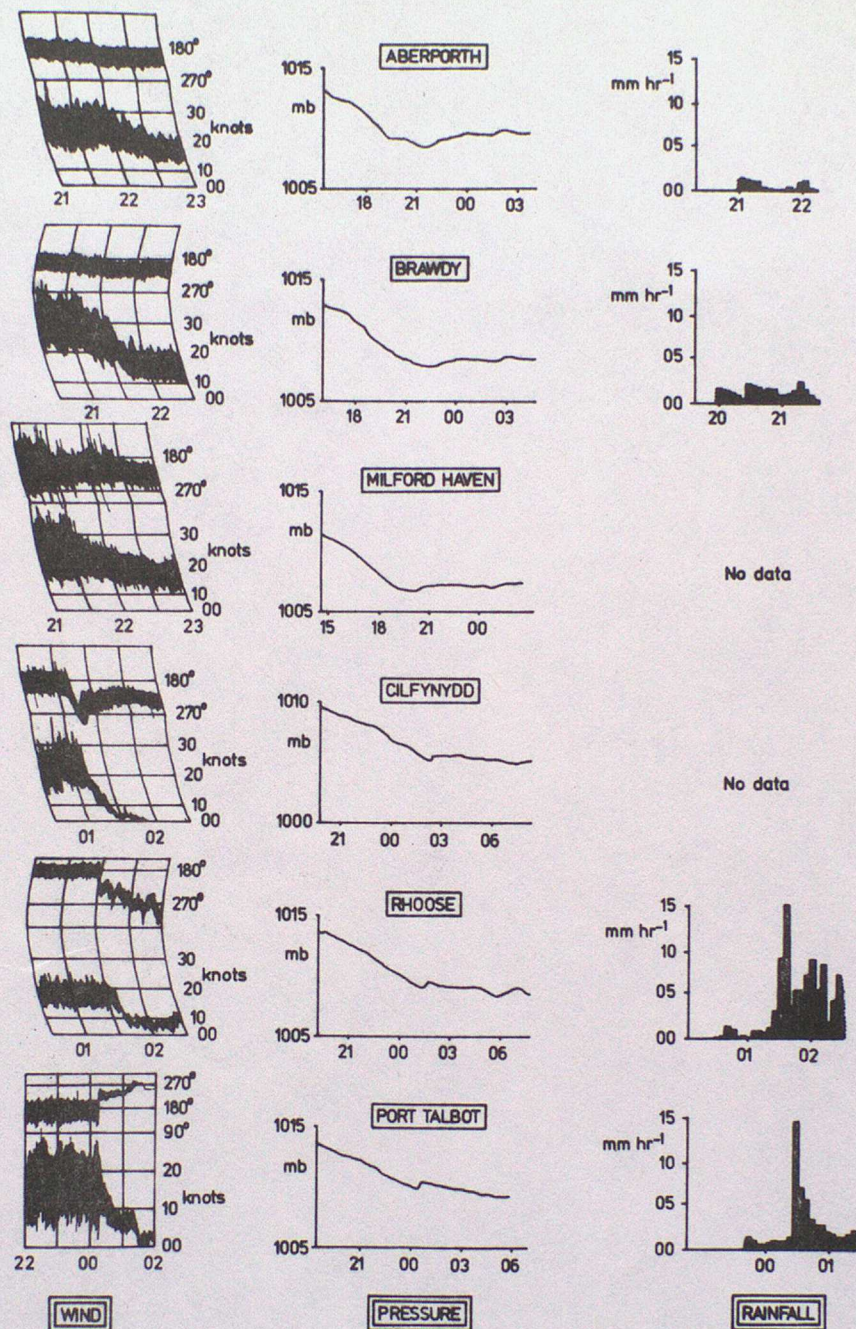 ABERPORTH
180° 270° 30 knots 20 10 00
21 22 23
1015 mb 1005
18 21 00 03
mm hr⁻¹ 15 10 05 00
21 22
BRAWDY
180° 270° 30 knots 20 10 00
21 22
1015 mb 1005
18 21 00 03
mm hr⁻¹ 15 10 05 00
20 21
MILFORD HAVEN
180° 270° 30 knots 20 10 00
21 22 23
1015 mb 1005
15 18 21 00
No data
CILFYNYDD
180° 270° 30 knots 20 10 00
01 02
1010 mb 1000
21 00 03 06
No data
RHOOSE
180° 270° 30 knots 20 10 00
01 02
1015 mb 1005
21 00 03 06
mm hr⁻¹ 15 10 05 00
01 02
PORT TALBOT
270° 180° 90° 20 knots 10 00
22 00 02
1015 mb 1005
21 00 03 06
mm hr⁻¹ 15 10 05 00
00 01
WIND PRESSURE RAINFALL